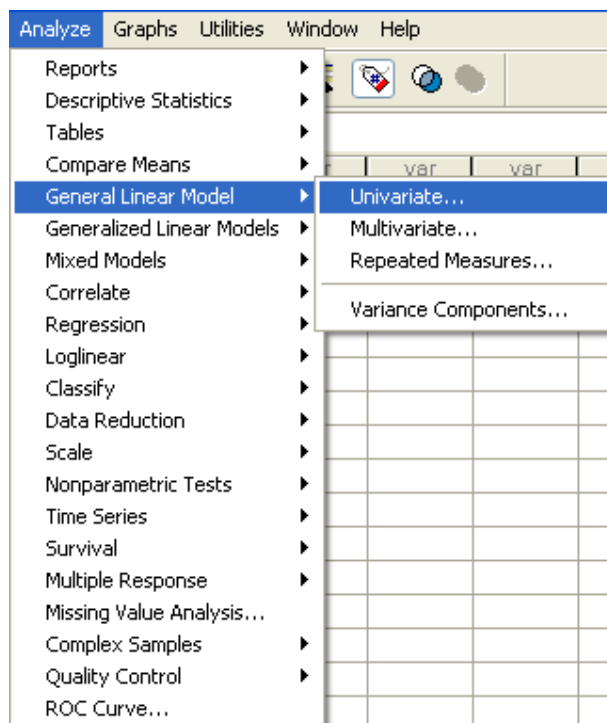 Analyze Graphs Utilities Window Help
Reports
Descriptive Statistics
Tables
Compare Means
var var
General Linear Model
Univariate...
Generalized Linear Models
Multivariate...
Mixed Models
Repeated Measures...
Correlate
Variance Components...
Regression
Loglinear
Classify
Data Reduction
Scale
Nonparametric Tests
Time Series
Survival
Multiple Response
Missing Value Analysis...
Complex Samples
Quality Control
ROC Curve...